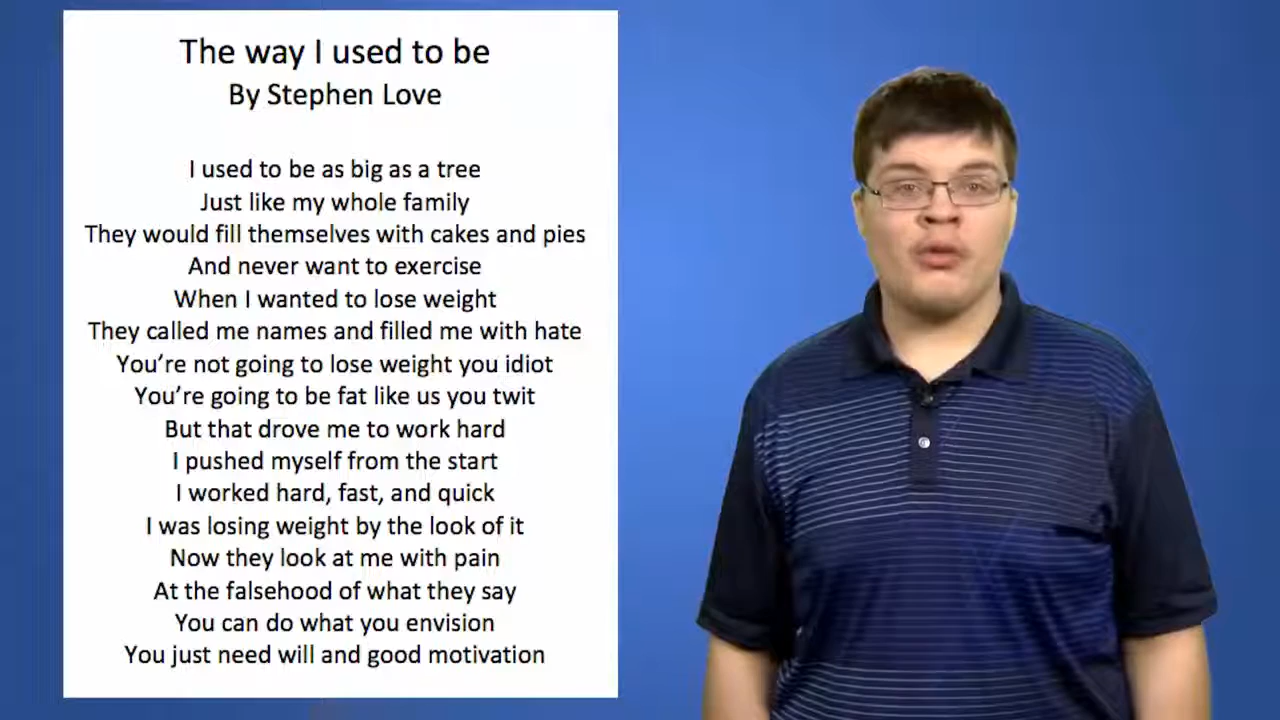 The way I used to be
By Stephen Love
I used to be as big as a tree
Just like my whole family
They would fill themselves with cakes and pies
And never want to exercise
When I wanted to lose weight
They called me names and filled me with hate
You’re not going to lose weight you idiot
You’re going to be fat like us you twit
But that drove me to work hard
I pushed myself from the start
I worked hard, fast, and quick
I was losing weight by the look of it
Now they look at me with pain
At the falsehood of what they say
You can do what you envision
You just need will and good motivation